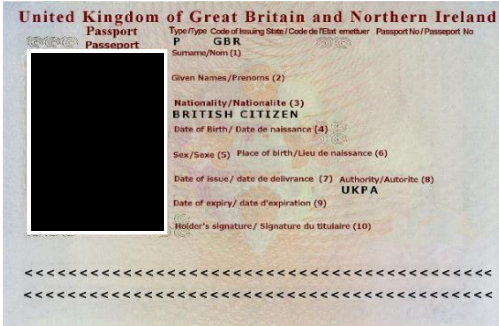 United Kingdom of Great Britain and Northern Ireland
Passport Type/Type Code of Issuing State / Code de l'Etat emetteur Passport No / Passeport No
Passeport P GBR
Surname/Nom (1)
Given Names/Prenoms (2)
Nationality/Nationalite (3)
BRITISH CITIZEN
Date of Birth/ Date de naissance (4)
Sex/Sexe (5) Place of birth/Lieu de naissance (6)
Date of issue/ date de delivrance (7) Authority/Autorite (8)
UKPA
Date of expiry/ date d'expiration (9)
Holder's signature/ Signature du titulaire (10)
<<<<<<<<<<<<<<<<<<<<<<<<<<<<<<<<<<<<<<<<<<<<
<<<<<<<<<<<<<<<<<<<<<<<<<<<<<<<<<<<<<<<<<<<<